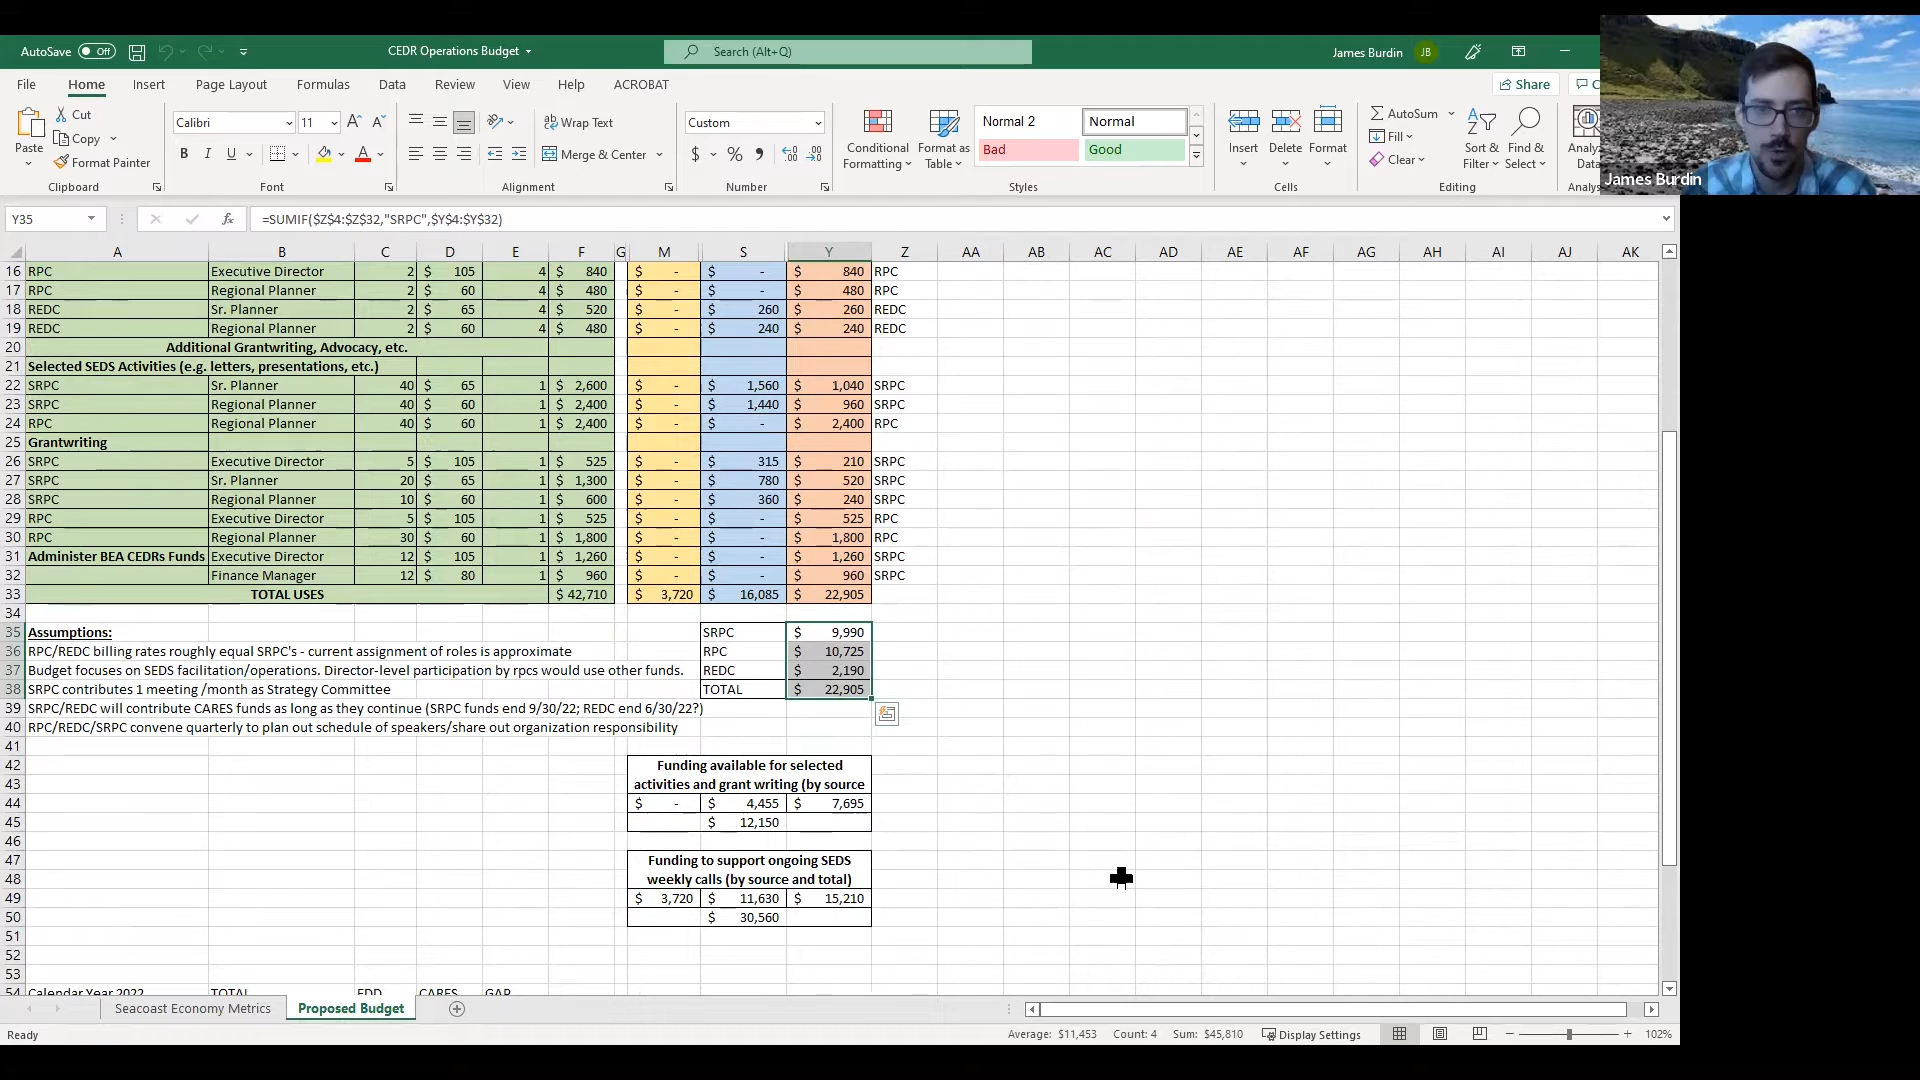 AutoSave Off CEDR Operations Budget Search (Alt+Q) James Burdin JB
File Home Insert Page Layout Formulas Data Review View Help ACROBAT Share
Paste Cut Copy Format Painter Calibri 11 B I U Wrap Text Merge & Center Custom $ % Conditional Formatting Format as Table Normal 2 Normal Bad Good Insert Delete Format AutoSum Fill Clear Sort & Filter Find & Select
Clipboard Font Alignment Number Styles Cells Editing
James Burdin
Y35 fx =SUMIF($Z$4:$Z$32,"SRPC",$Y$4:$Y$32)
A B C D E F G M S Y Z AA AB AC AD AE AF AG AH AI AJ AK
16 RPC Executive Director 2 $ 105 4 $ 840 $ - $ - $ 840 RPC
17 RPC Regional Planner 2 $ 60 4 $ 480 $ - $ - $ 480 RPC
18 REDC Sr. Planner 2 $ 65 4 $ 520 $ - $ 260 $ 260 REDC
19 REDC Regional Planner 2 $ 60 4 $ 480 $ - $ 240 $ 240 REDC
20 Additional Grantwriting, Advocacy, etc.
21 Selected SEDS Activities (e.g. letters, presentations, etc.)
22 SRPC Sr. Planner 40 $ 65 1 $ 2,600 $ - $ 1,560 $ 1,040 SRPC
23 SRPC Regional Planner 40 $ 60 1 $ 2,400 $ - $ 1,440 $ 960 SRPC
24 RPC Regional Planner 40 $ 60 1 $ 2,400 $ - $ - $ 2,400 RPC
25 Grantwriting
26 SRPC Executive Director 5 $ 105 1 $ 525 $ - $ 315 $ 210 SRPC
27 SRPC Sr. Planner 20 $ 65 1 $ 1,300 $ - $ 780 $ 520 SRPC
28 SRPC Regional Planner 10 $ 60 1 $ 600 $ - $ 360 $ 240 SRPC
29 RPC Executive Director 5 $ 105 1 $ 525 $ - $ - $ 525 RPC
30 RPC Regional Planner 30 $ 60 1 $ 1,800 $ - $ - $ 1,800 RPC
31 Administer BEA CEDRs Funds Executive Director 12 $ 105 1 $ 1,260 $ - $ - $ 1,260 SRPC
32 Finance Manager 12 $ 80 1 $ 960 $ - $ - $ 960 SRPC
33 TOTAL USES $ 42,710 $ 3,720 $ 16,085 $ 22,905
34
35 Assumptions: SRPC $ 9,990
36 RPC/REDC billing rates roughly equal SRPC's - current assignment of roles is approximate RPC $ 10,725
37 Budget focuses on SEDS facilitation/operations. Director-level participation by rpcs would use other funds. REDC $ 2,190
38 SRPC contributes 1 meeting /month as Strategy Committee TOTAL $ 22,905
39 SRPC/REDC will contribute CARES funds as long as they continue (SRPC funds end 9/30/22; REDC end 6/30/22?)
40 RPC/REDC/SRPC convene quarterly to plan out schedule of speakers/share out organization responsibility
41
42 Funding available for selected
43 activities and grant writing (by source
44 $ - $ 4,455 $ 7,695
45 $ 12,150
46
47 Funding to support ongoing SEDS
48 weekly calls (by source and total)
49 $ 3,720 $ 11,630 $ 15,210
50 $ 30,560
51
52
53
54 Calendar Year 2022 TOTAL EDD CARES GAP
Seacoast Economy Metrics Proposed Budget
Ready Average: $11,453 Count: 4 Sum: $45,810 Display Settings 102%